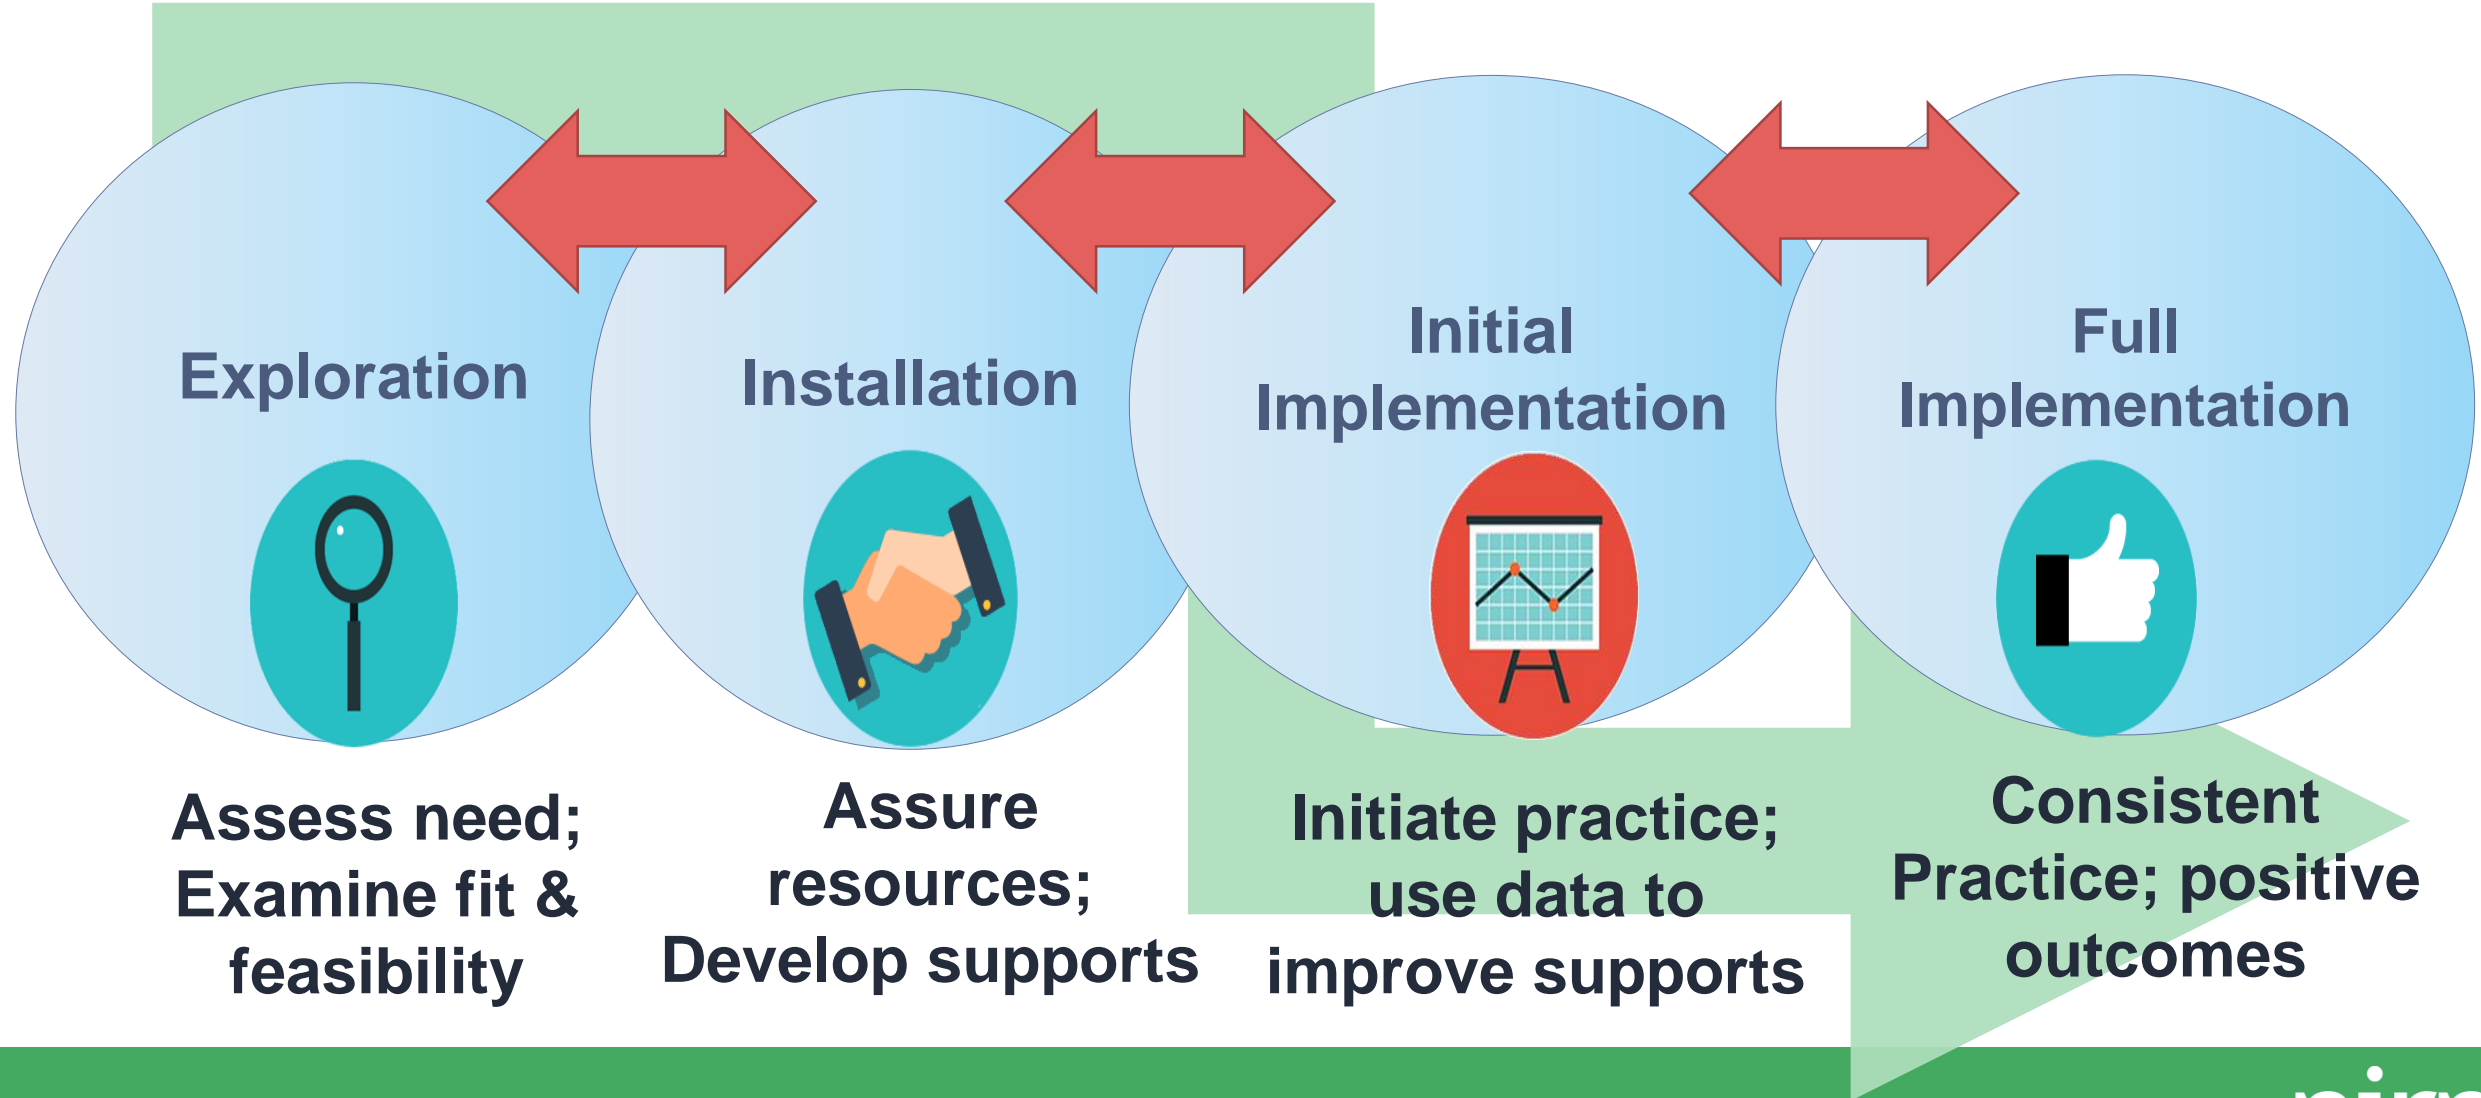 Exploration
Installation
Initial
Implementation
Full
Implementation
Assess need;
Examine fit &
feasibility
Assure
resources;
Develop supports
Initiate practice;
use data to
improve supports
Consistent
Practice; positive
outcomes